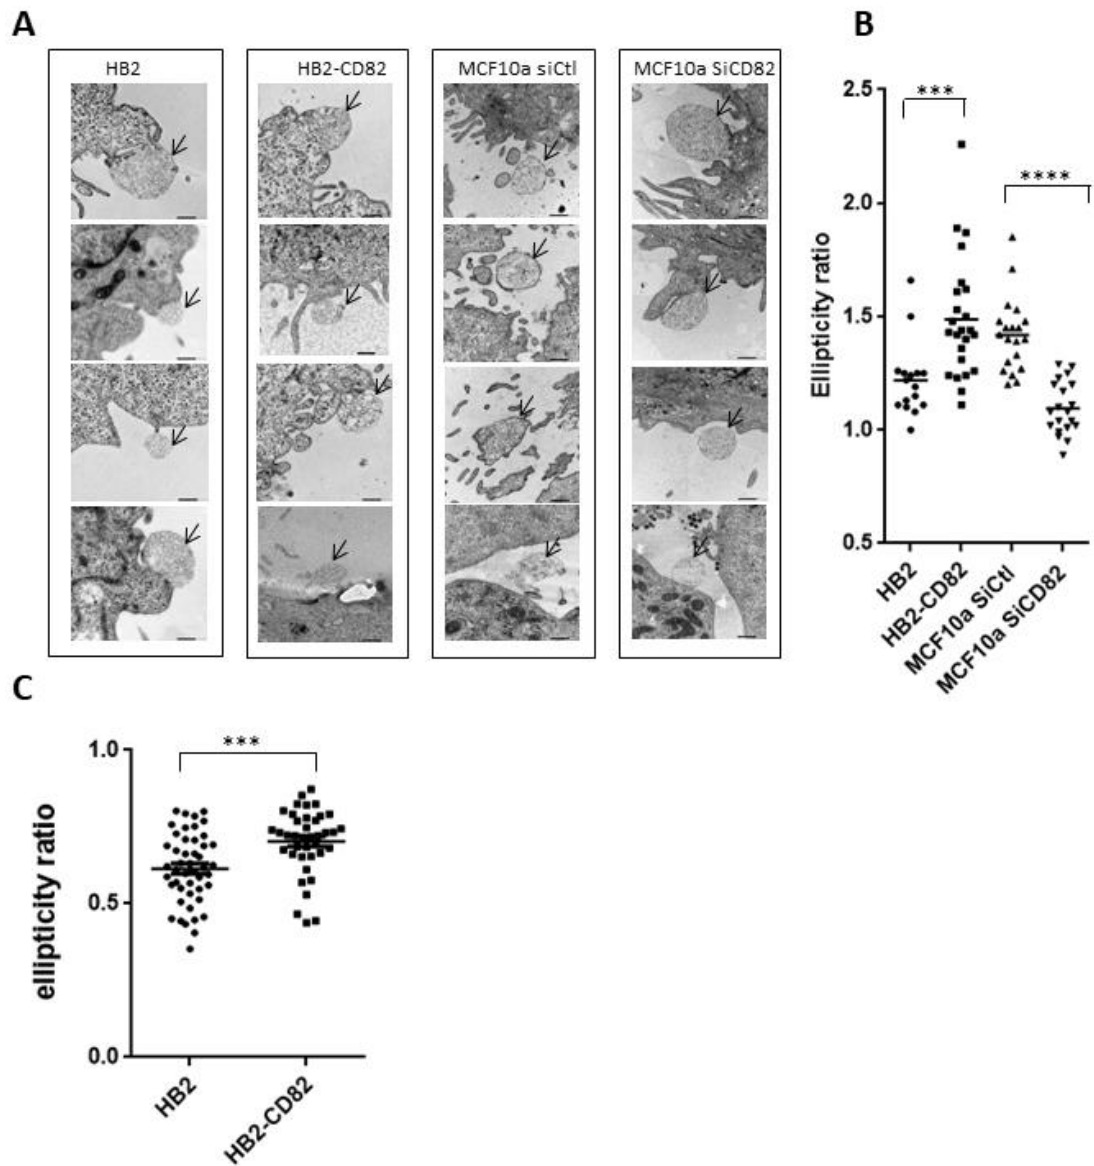 A
HB2
HB2-CD82
MCF10a siCtl
MCF10a SiCD82
B
***
****
Ellipticity ratio
2.5
2.0
1.5
1.0
0.5
HB2
HB2-CD82
MCF10a SiCtl
MCF10a SiCD82
C
***
ellipticity ratio
1.0
0.5
0.0
HB2
HB2-CD82